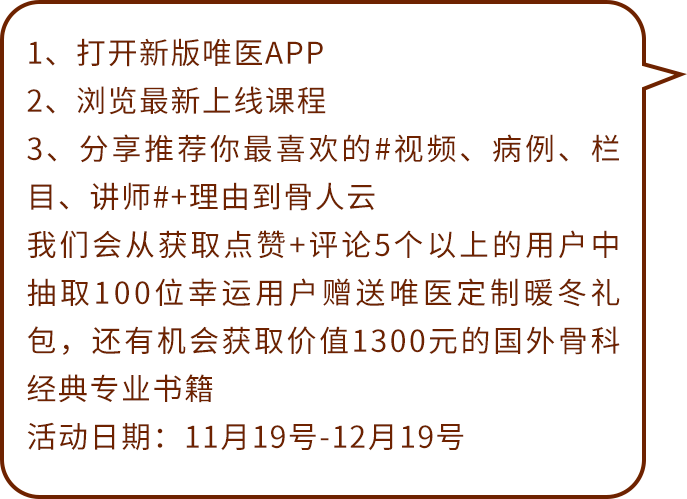 1、打开新版唯医APP
2、浏览最新上线课程
3、分享推荐你最喜欢的#视频、病例、栏
目、讲师#+理由到骨人云
我们会从获取点赞+评论5个以上的用户中
抽取100位幸运用户赠送唯医定制暖冬礼
包，还有机会获取价值1300元的国外骨科
经典专业书籍
活动日期：11月19号-12月19号